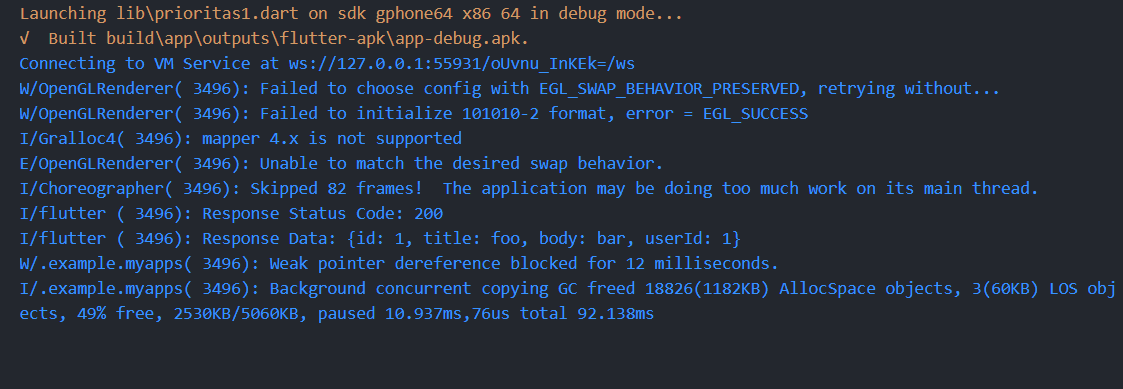 Launching lib\prioritas1.dart on sdk gphone64 x86 64 in debug mode...
√  Built build\app\outputs\flutter-apk\app-debug.apk.
Connecting to VM Service at ws://127.0.0.1:55931/oUvnu_InKEk=/ws
W/OpenGLRenderer( 3496): Failed to choose config with EGL_SWAP_BEHAVIOR_PRESERVED, retrying without...
W/OpenGLRenderer( 3496): Failed to initialize 101010-2 format, error = EGL_SUCCESS
I/Gralloc4( 3496): mapper 4.x is not supported
E/OpenGLRenderer( 3496): Unable to match the desired swap behavior.
I/Choreographer( 3496): Skipped 82 frames!  The application may be doing too much work on its main thread.
I/flutter ( 3496): Response Status Code: 200
I/flutter ( 3496): Response Data: {id: 1, title: foo, body: bar, userId: 1}
W/.example.myapps( 3496): Weak pointer dereference blocked for 12 milliseconds.
I/.example.myapps( 3496): Background concurrent copying GC freed 18826(1182KB) AllocSpace objects, 3(60KB) LOS obj
ects, 49% free, 2530KB/5060KB, paused 10.937ms,76us total 92.138ms